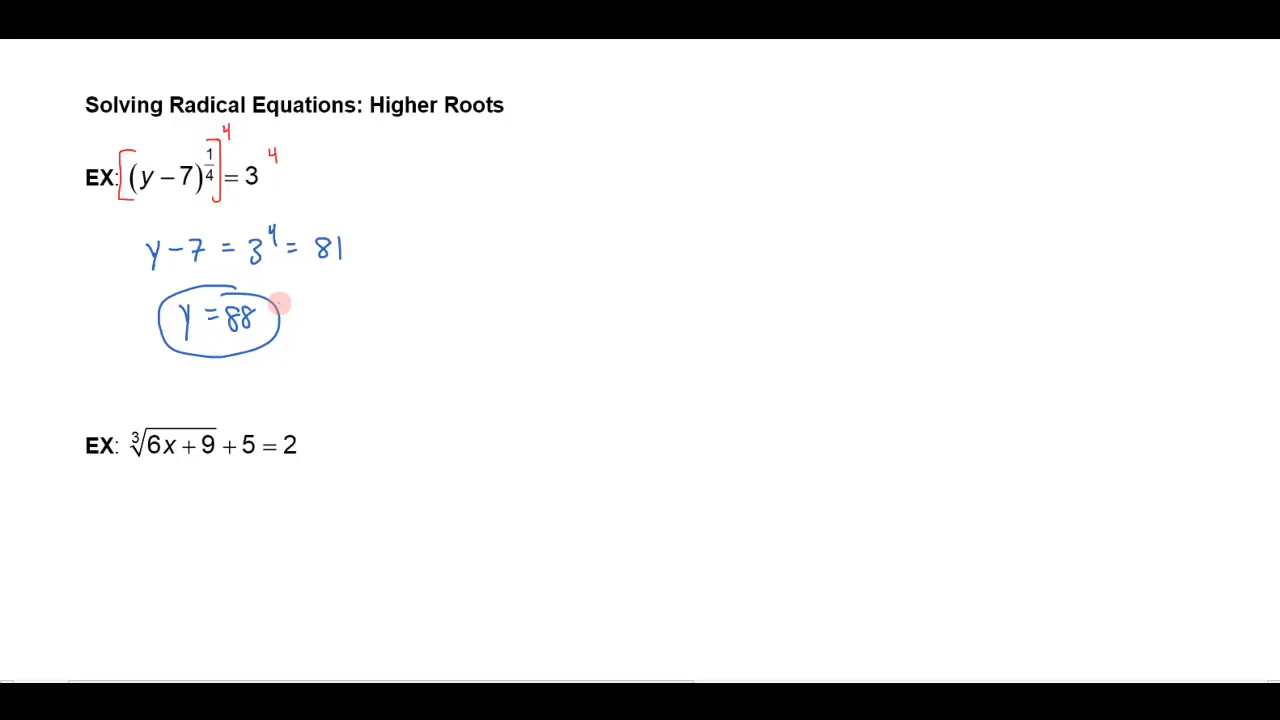 Solving Radical Equations: Higher Roots
EX: [(y − 7)^(1/4)]^4 = 3^4
y − 7 = 3^4 = 81
y = 88
EX: ∛(6x + 9) + 5 = 2